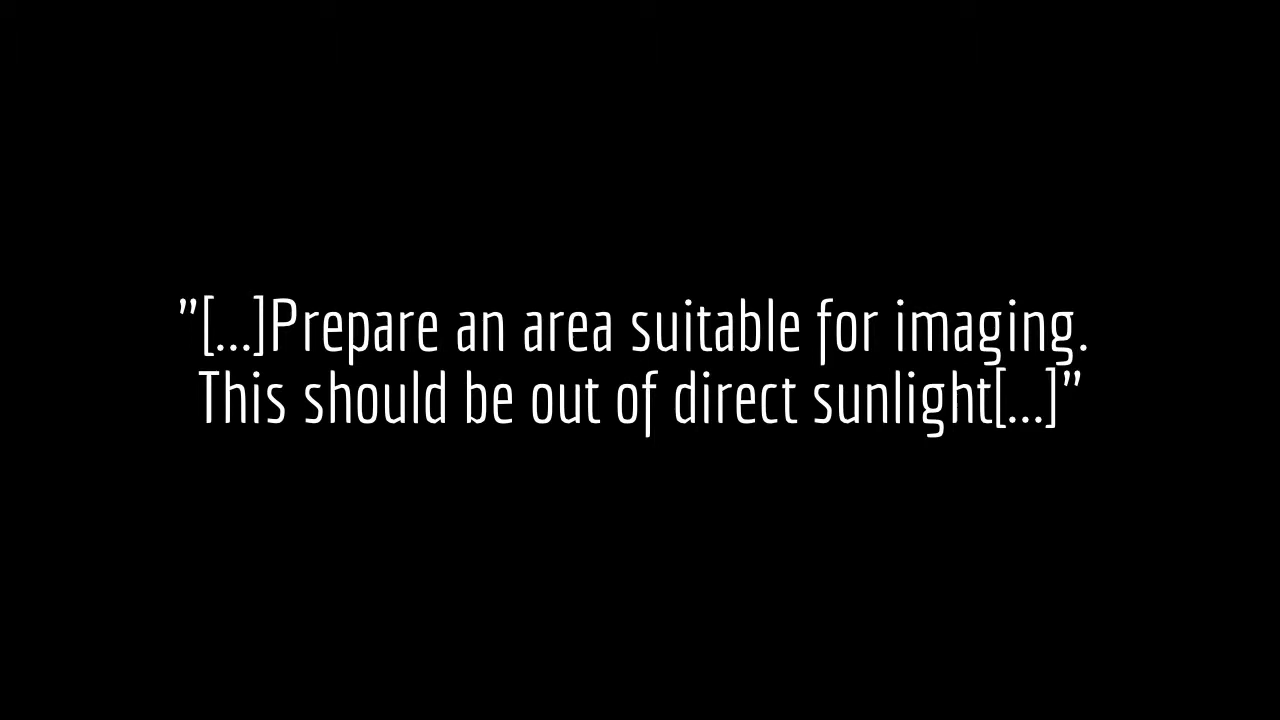 "[...]Prepare an area suitable for imaging.
This should be out of direct sunlight[...]"